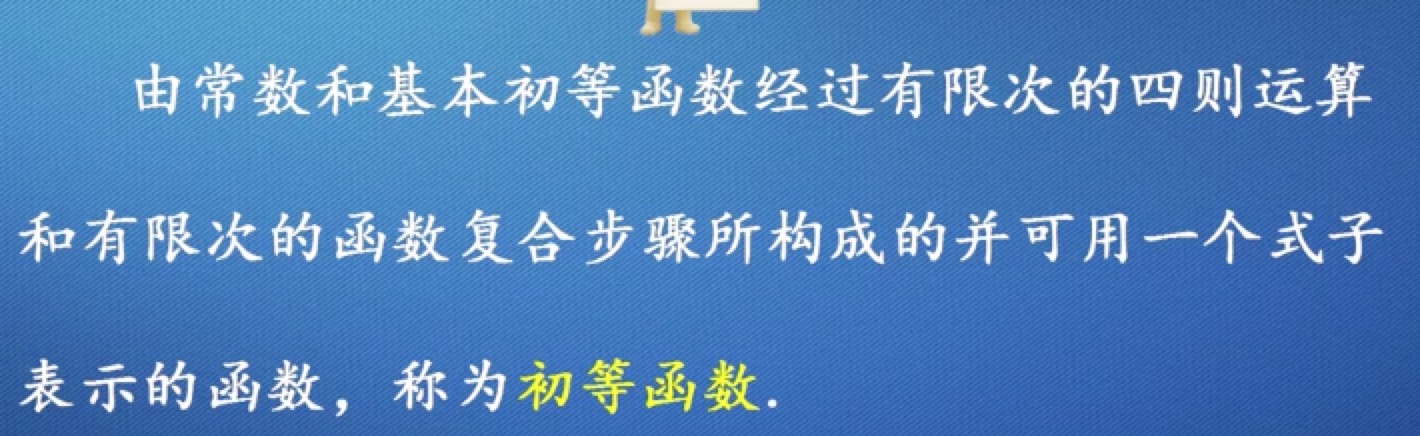 由常数和基本初等函数经过有限次的四则运算
和有限次的函数复合步骤所构成的并可用一个式子
表示的函数，称为初等函数.